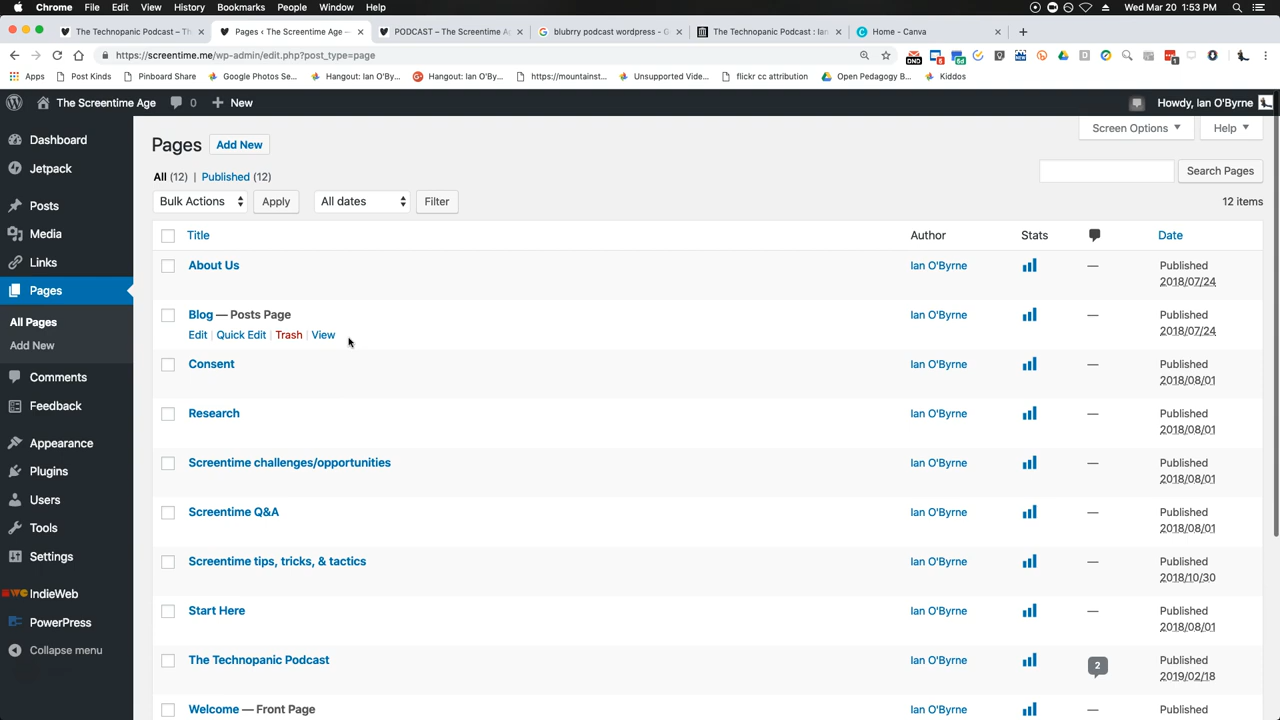 Chrome File Edit View History Bookmarks People Window Help Wed Mar 20 1:53 PM
The Technopanic Podcast – Th × Pages ‹ The Screentime Age — × PODCAST – The Screentime A × blubrry podcast wordpress - G × The Technopanic Podcast : Ian × Home - Canva ×
https://screentime.me/wp-admin/edit.php?post_type=page
Apps Post Kinds Pinboard Share Google Photos Se... Hangout: Ian O'By... Hangout: Ian O'By... https://mountainst... Unsupported Vide... flickr cc attribution Open Pedagogy B... Kiddos
The Screentime Age 0 + New Howdy, Ian O'Byrne
Screen Options Help
Dashboard
Jetpack
Posts
Media
Links
Pages
All Pages
Add New
Comments
Feedback
Appearance
Plugins
Users
Tools
Settings
IndieWeb
PowerPress
Collapse menu
Pages Add New
All (12) | Published (12)
Search Pages
Bulk Actions Apply All dates Filter 12 items
Title Author Stats Date
About Us Ian O'Byrne — Published
2018/07/24
Blog — Posts Page Ian O'Byrne — Published
Edit | Quick Edit | Trash | View 2018/07/24
Consent Ian O'Byrne — Published
2018/08/01
Research Ian O'Byrne — Published
2018/08/01
Screentime challenges/opportunities Ian O'Byrne — Published
2018/08/01
Screentime Q&A Ian O'Byrne — Published
2018/08/01
Screentime tips, tricks, & tactics Ian O'Byrne — Published
2018/10/30
Start Here Ian O'Byrne — Published
2018/08/01
The Technopanic Podcast Ian O'Byrne 2 Published
2019/02/18
Welcome — Front Page Ian O'Byrne — Published